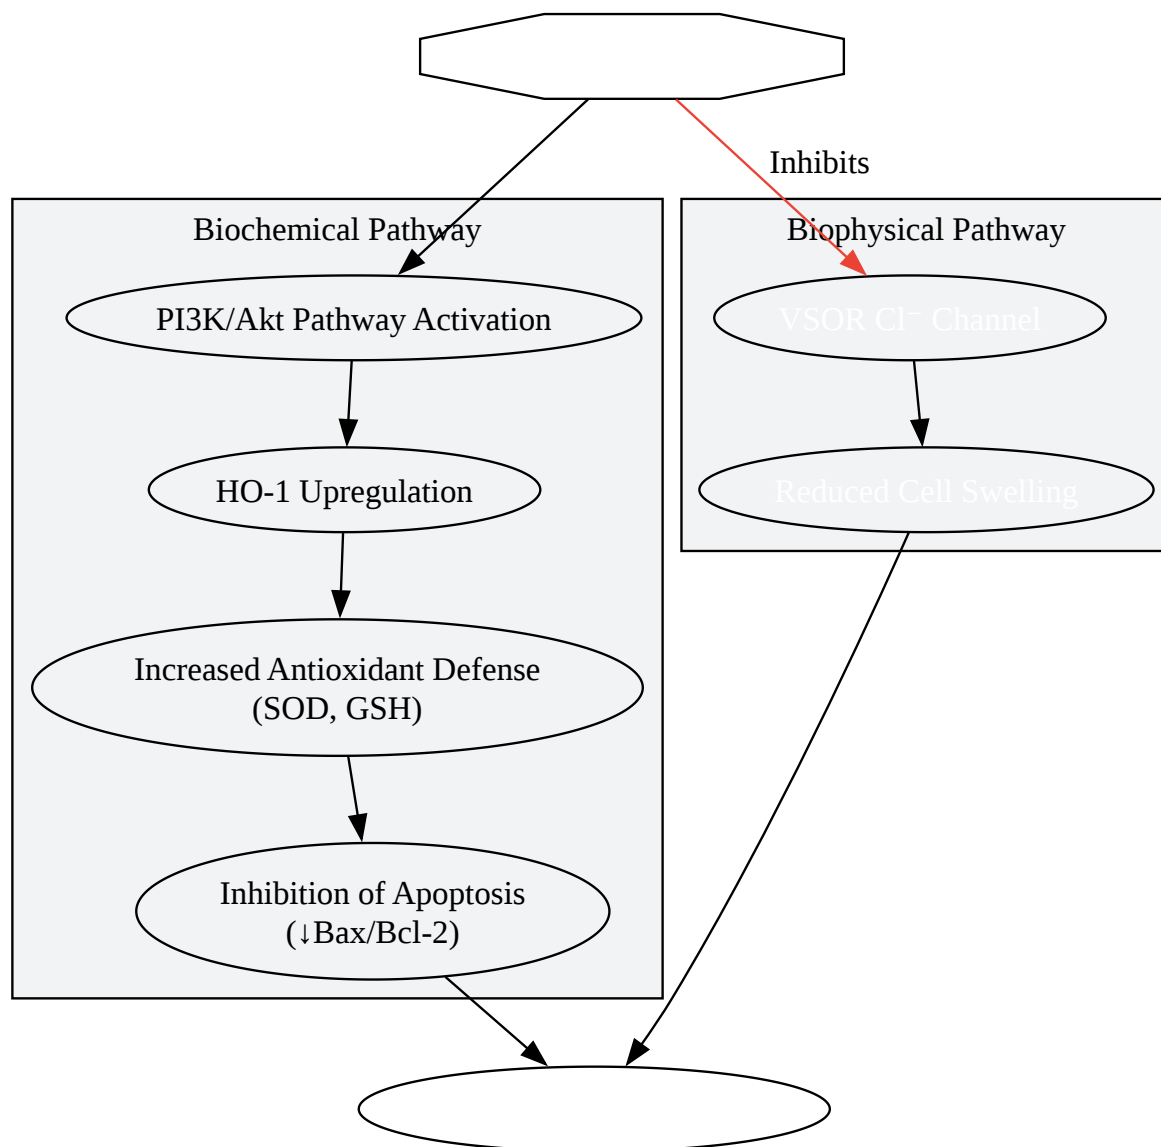 Inhibits
Biochemical Pathway
Biophysical Pathway
PI3K/Akt Pathway Activation
VSOR Cl⁻ Channel
HO-1 Upregulation
Reduced Cell Swelling
Increased Antioxidant Defense
(SOD, GSH)
Inhibition of Apoptosis
(↓Bax/Bcl-2)